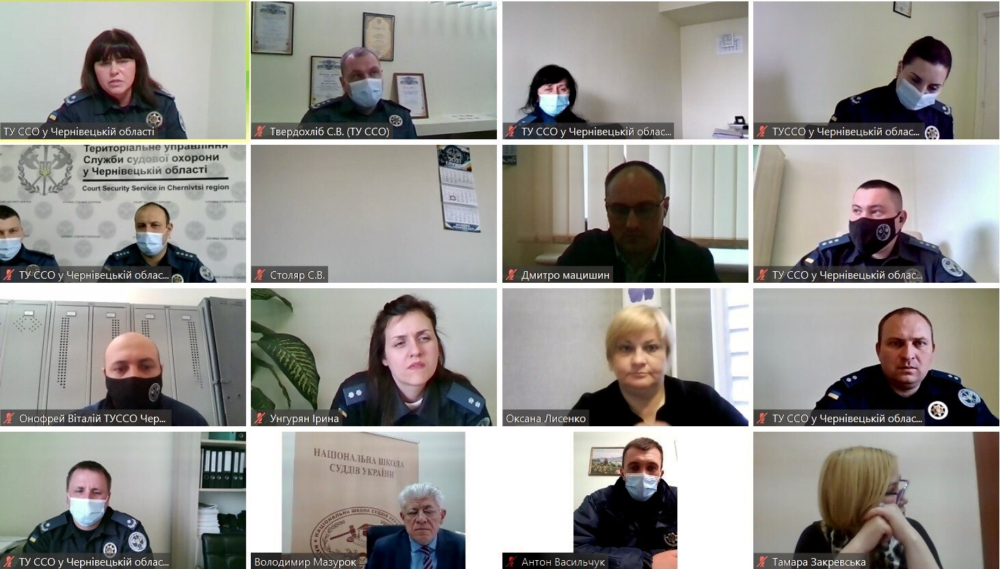 ТУ ССО у Чернівецькій області
Твердохліб С.В. (ТУ ССО)
ТУ ССО у Чернівецькій облас...
ТУССО у Чернівецькій облас...
Територіальне управління
Служби судової охорони
у Чернівецькій області
Court Security Service in Chernivtsi region
ТУ ССО у Чернівецькій облас...
2021
Столяр С.В.
Дмитро мацишин
ТУ ССО у Чернівецькій облас...
Онофрей Віталій ТУССО Чер...
Унгурян Ірина
Оксана Лисенко
ТУ ССО у Чернівецькій облас...
ТУ ССО у Чернівецькій облас...
НАЦІОНАЛЬНА ШКОЛА
СУДДІВ УКРАЇНИ
Володимир Мазурок
Антон Васильчук
Тамара Закревська